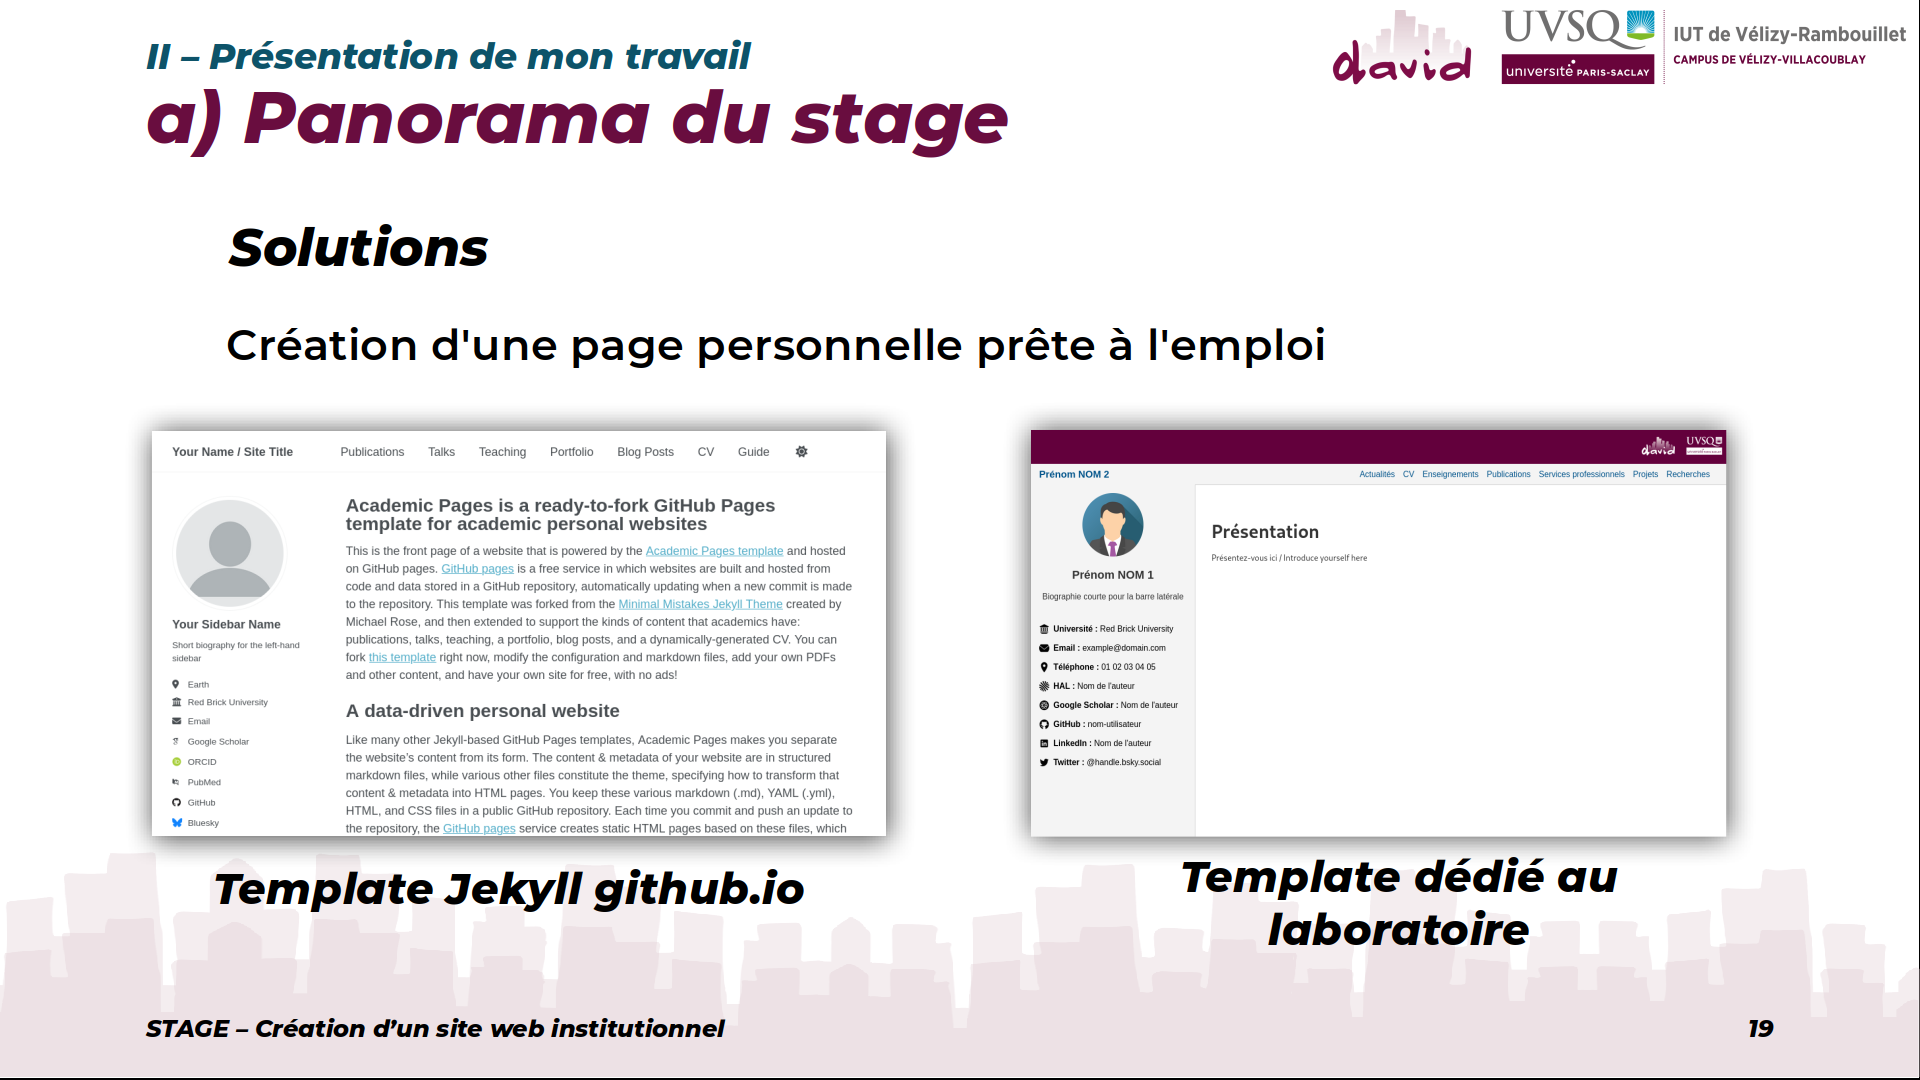 II – Présentation de mon travail
a) Panorama du stage
david
UVSQ
université PARIS-SACLAY
IUT de Vélizy-Rambouillet
CAMPUS DE VÉLIZY-VILLACOUBLAY
Solutions
Création d'une page personnelle prête à l'emploi
Your Name / Site Title
Publications Talks Teaching Portfolio Blog Posts CV Guide
Your Sidebar Name
Short biography for the left-hand
sidebar
Earth
Red Brick University
Email
Google Scholar
ORCID
PubMed
GitHub
Bluesky
Academic Pages is a ready-to-fork GitHub Pages
template for academic personal websites
This is the front page of a website that is powered by the Academic Pages template and hosted
on GitHub pages. GitHub pages is a free service in which websites are built and hosted from
code and data stored in a GitHub repository, automatically updating when a new commit is made
to the repository. This template was forked from the Minimal Mistakes Jekyll Theme created by
Michael Rose, and then extended to support the kinds of content that academics have:
publications, talks, teaching, a portfolio, blog posts, and a dynamically-generated CV. You can
fork this template right now, modify the configuration and markdown files, add your own PDFs
and other content, and have your own site for free, with no ads!
A data-driven personal website
Like many other Jekyll-based GitHub Pages templates, Academic Pages makes you separate
the website's content from its form. The content & metadata of your website are in structured
markdown files, while various other files constitute the theme, specifying how to transform that
content & metadata into HTML pages. You keep these various markdown (.md), YAML (.yml),
HTML, and CSS files in a public GitHub repository. Each time you commit and push an update to
the repository, the GitHub pages service creates static HTML pages based on these files, which
Template Jekyll github.io
david
UVSQ
Prénom NOM 2
Actualités CV Enseignements Publications Services professionnels Projets Recherches
Prénom NOM 1
Biographie courte pour la barre latérale
Université : Red Brick University
Email : example@domain.com
Téléphone : 01 02 03 04 05
HAL : Nom de l'auteur
Google Scholar : Nom de l'auteur
GitHub : nom-utilisateur
LinkedIn : Nom de l'auteur
Twitter : @handle.bsky.social
Présentation
Présentez-vous ici / Introduce yourself here
Template dédié au
laboratoire
STAGE – Création d’un site web institutionnel
19